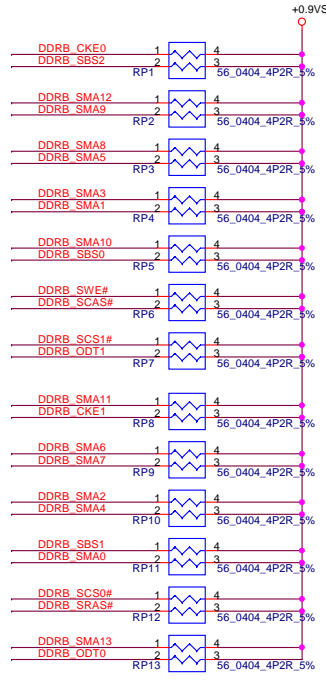 +0.9VS
DDRB_CKE0 1 4
DDRB_SBS2 2 3
RP1 56_0404_4P2R_5%
DDRB_SMA12 1 4
DDRB_SMA9 2 3
RP2 56_0404_4P2R_5%
DDRB_SMA8 1 4
DDRB_SMA5 2 3
RP3 56_0404_4P2R_5%
DDRB_SMA3 1 4
DDRB_SMA1 2 3
RP4 56_0404_4P2R_5%
DDRB_SMA10 1 4
DDRB_SBS0 2 3
RP5 56_0404_4P2R_5%
DDRB_SWE# 1 4
DDRB_SCAS# 2 3
RP6 56_0404_4P2R_5%
DDRB_SCS1# 1 4
DDRB_ODT1 2 3
RP7 56_0404_4P2R_5%
DDRB_SMA11 1 4
DDRB_CKE1 2 3
RP8 56_0404_4P2R_5%
DDRB_SMA6 1 4
DDRB_SMA7 2 3
RP9 56_0404_4P2R_5%
DDRB_SMA2 1 4
DDRB_SMA4 2 3
RP10 56_0404_4P2R_5%
DDRB_SBS1 1 4
DDRB_SMA0 2 3
RP11 56_0404_4P2R_5%
DDRB_SCS0# 1 4
DDRB_SRAS# 2 3
RP12 56_0404_4P2R_5%
DDRB_SMA13 1 4
DDRB_ODT0 2 3
RP13 56_0404_4P2R_5%